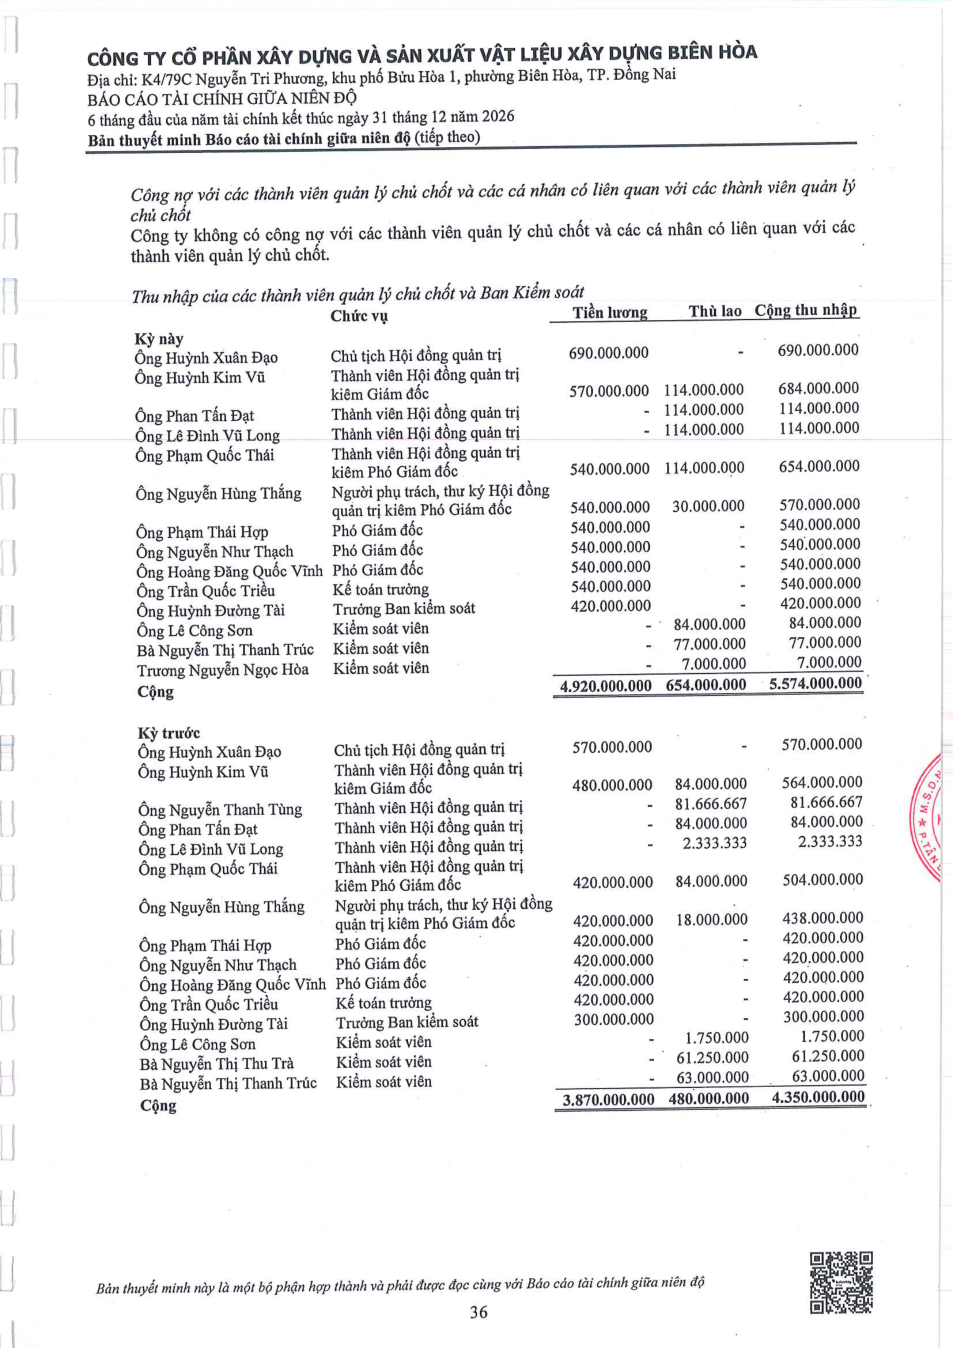 CÔNG TY CỔ PHẦN XÂY DỰNG VÀ SẢN XUẤT VẬT LIỆU XÂY DỰNG BIÊN HÒA
Địa chỉ: K4/79C Nguyễn Tri Phương, khu phố Bửu Hòa 1, phường Biên Hòa, TP. Đồng Nai
BÁO CÁO TÀI CHÍNH GIỮA NIÊN ĐỘ
6 tháng đầu của năm tài chính kết thúc ngày 31 tháng 12 năm 2026
Bản thuyết minh Báo cáo tài chính giữa niên độ (tiếp theo)
Công nợ với các thành viên quản lý chủ chốt và các cá nhân có liên quan với các thành viên quản lý
chủ chốt
Công ty không có công nợ với các thành viên quản lý chủ chốt và các cá nhân có liên quan với các
thành viên quản lý chủ chốt.
Thu nhập của các thành viên quản lý chủ chốt và Ban Kiểm soát
Chức vụ Tiền lương Thù lao Cộng thu nhập
Kỳ này
Ông Huỳnh Xuân Đạo Chủ tịch Hội đồng quản trị 690.000.000 - 690.000.000
Ông Huỳnh Kim Vũ Thành viên Hội đồng quản trị
kiêm Giám đốc 570.000.000 114.000.000 684.000.000
Ông Phan Tấn Đạt Thành viên Hội đồng quản trị - 114.000.000 114.000.000
Ông Lê Đình Vũ Long Thành viên Hội đồng quản trị - 114.000.000 114.000.000
Ông Phạm Quốc Thái Thành viên Hội đồng quản trị
kiêm Phó Giám đốc 540.000.000 114.000.000 654.000.000
Ông Nguyễn Hùng Thắng Người phụ trách, thư ký Hội đồng
quản trị kiêm Phó Giám đốc 540.000.000 30.000.000 570.000.000
Ông Phạm Thái Hợp Phó Giám đốc 540.000.000 - 540.000.000
Ông Nguyễn Như Thạch Phó Giám đốc 540.000.000 - 540.000.000
Ông Hoàng Đăng Quốc Vĩnh Phó Giám đốc 540.000.000 - 540.000.000
Ông Trần Quốc Triều Kế toán trưởng 540.000.000 - 540.000.000
Ông Huỳnh Đường Tài Trưởng Ban kiểm soát 420.000.000 - 420.000.000
Ông Lê Công Sơn Kiểm soát viên - 84.000.000 84.000.000
Bà Nguyễn Thị Thanh Trúc Kiểm soát viên - 77.000.000 77.000.000
Trương Nguyễn Ngọc Hòa Kiểm soát viên - 7.000.000 7.000.000
Cộng 4.920.000.000 654.000.000 5.574.000.000
Kỳ trước
Ông Huỳnh Xuân Đạo Chủ tịch Hội đồng quản trị 570.000.000 - 570.000.000
Ông Huỳnh Kim Vũ Thành viên Hội đồng quản trị
kiêm Giám đốc 480.000.000 84.000.000 564.000.000
Ông Nguyễn Thanh Tùng Thành viên Hội đồng quản trị - 81.666.667 81.666.667
Ông Phan Tấn Đạt Thành viên Hội đồng quản trị - 84.000.000 84.000.000
Ông Lê Đình Vũ Long Thành viên Hội đồng quản trị - 2.333.333 2.333.333
Ông Phạm Quốc Thái Thành viên Hội đồng quản trị
kiêm Phó Giám đốc 420.000.000 84.000.000 504.000.000
Ông Nguyễn Hùng Thắng Người phụ trách, thư ký Hội đồng
quản trị kiêm Phó Giám đốc 420.000.000 18.000.000 438.000.000
Ông Phạm Thái Hợp Phó Giám đốc 420.000.000 - 420.000.000
Ông Nguyễn Như Thạch Phó Giám đốc 420.000.000 - 420.000.000
Ông Hoàng Đăng Quốc Vĩnh Phó Giám đốc 420.000.000 - 420.000.000
Ông Trần Quốc Triều Kế toán trưởng 420.000.000 - 420.000.000
Ông Huỳnh Đường Tài Trưởng Ban kiểm soát 300.000.000 - 300.000.000
Ông Lê Công Sơn Kiểm soát viên - 1.750.000 1.750.000
Bà Nguyễn Thị Thu Trà Kiểm soát viên - 61.250.000 61.250.000
Bà Nguyễn Thị Thanh Trúc Kiểm soát viên - 63.000.000 63.000.000
Cộng 3.870.000.000 480.000.000 4.350.000.000
P.TÂN ★ M.S.D.N
Bản thuyết minh này là một bộ phận hợp thành và phải được đọc cùng với Báo cáo tài chính giữa niên độ
36